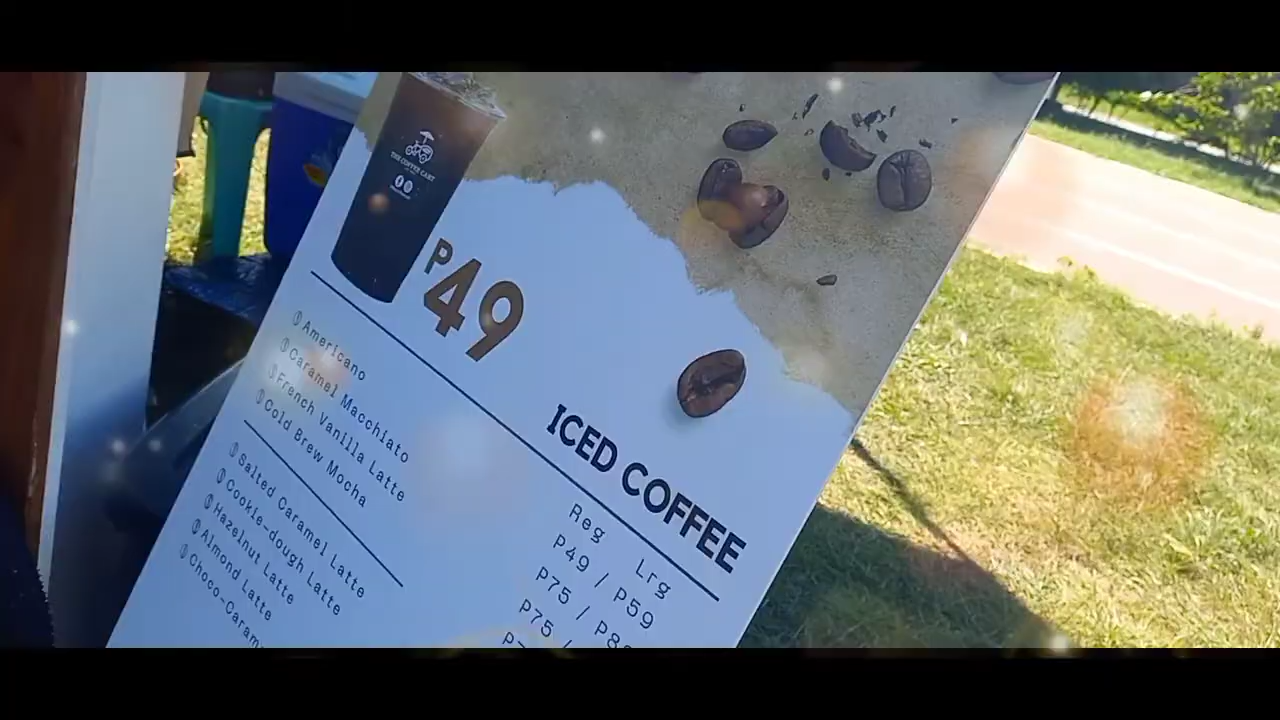 THE COFFEE CART
P49
ICED COFFEE
Reg Lrg
Americano P49 / P59
Caramel Macchiato P75 /
French Vanilla Latte P75 /
Cold Brew Mocha
Salted Caramel Latte
Cookie-dough Latte
Hazelnut Latte
Almond Latte